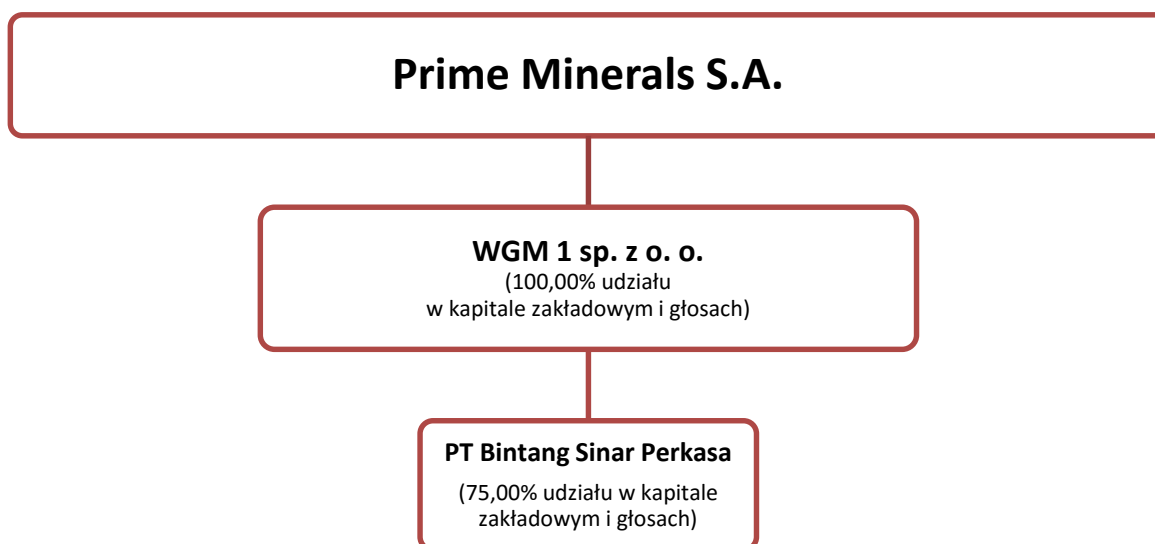 Prime Minerals S.A.
WGM 1 sp. z o. o.
(100,00% udziału
w kapitale zakładowym i głosach)
PT Bintang Sinar Perkasa
(75,00% udziału w kapitale
zakładowym i głosach)